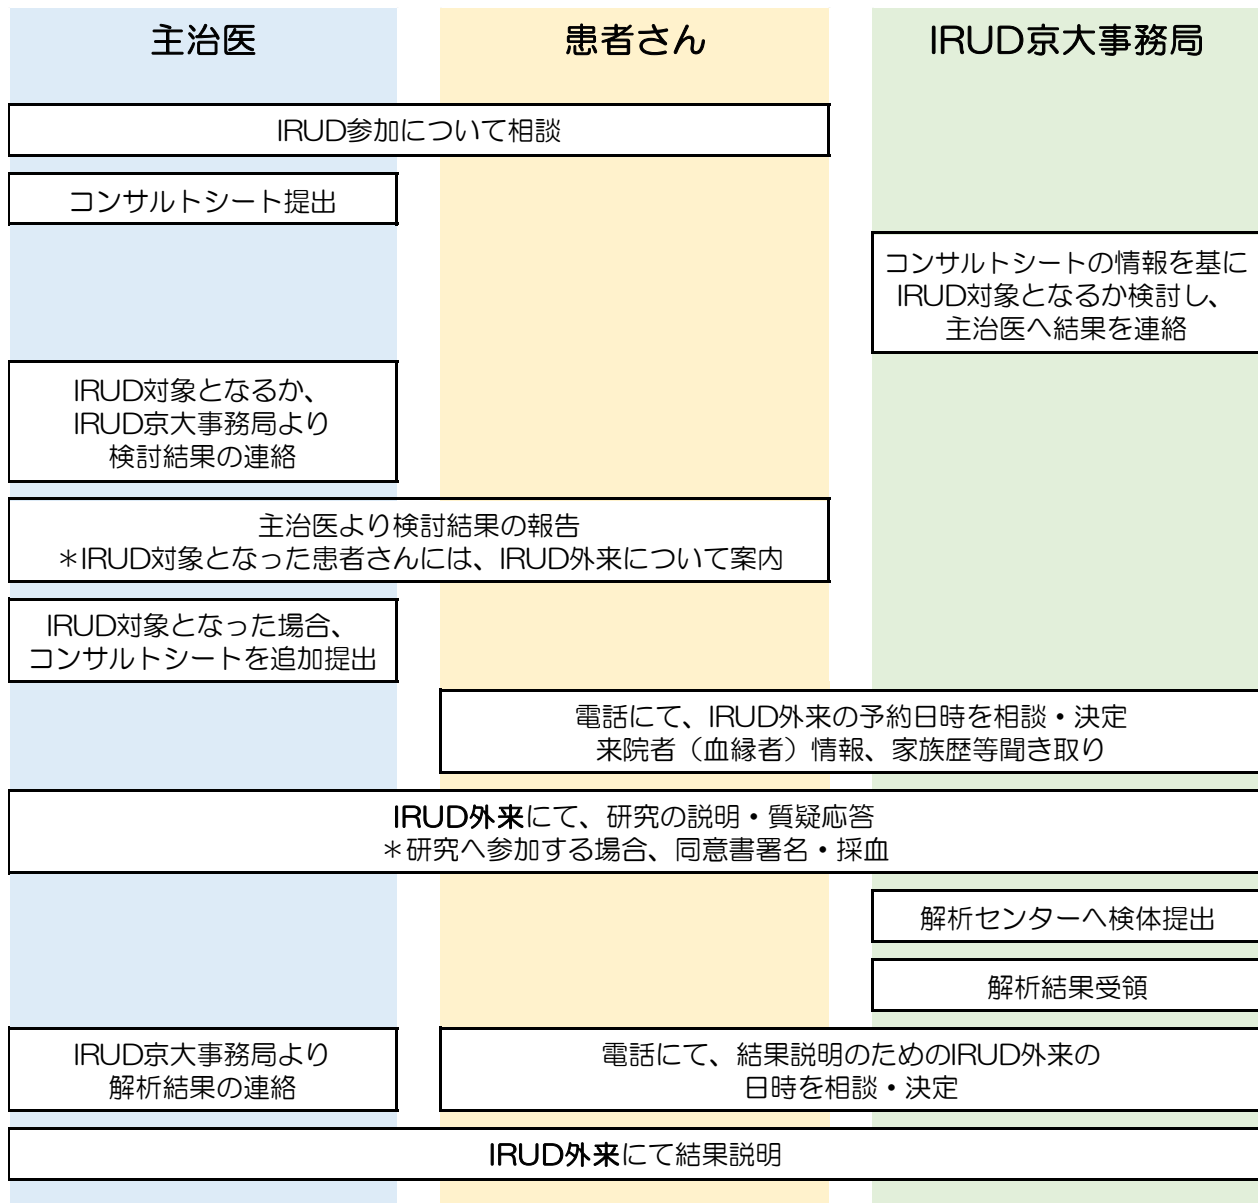 主治医
患者さん
IRUD京大事務局
IRUD参加について相談
コンサルトシート提出
コンサルトシートの情報を基に
IRUD対象となるか検討し、
主治医へ結果を連絡
IRUD対象となるか、
IRUD京大事務局より
検討結果の連絡
主治医より検討結果の報告
＊IRUD対象となった患者さんには、IRUD外来について案内
IRUD対象となった場合、
コンサルトシートを追加提出
電話にて、IRUD外来の予約日時を相談・決定
来院者（血縁者）情報、家族歴等聞き取り
IRUD外来にて、研究の説明・質疑応答
＊研究へ参加する場合、同意書署名・採血
解析センターへ検体提出
解析結果受領
IRUD京大事務局より
解析結果の連絡
電話にて、結果説明のためのIRUD外来の
日時を相談・決定
IRUD外来にて結果説明